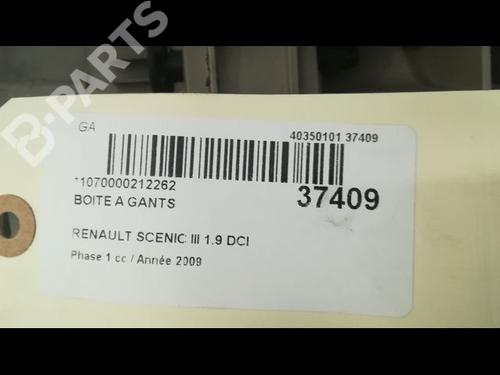 B-PARTS
GA
40350101 37409
*1070000212262
37409
BOITE A GANTS
RENAULT SCENIC III 1.9 DCI
Phase 1 cc / Année 2009